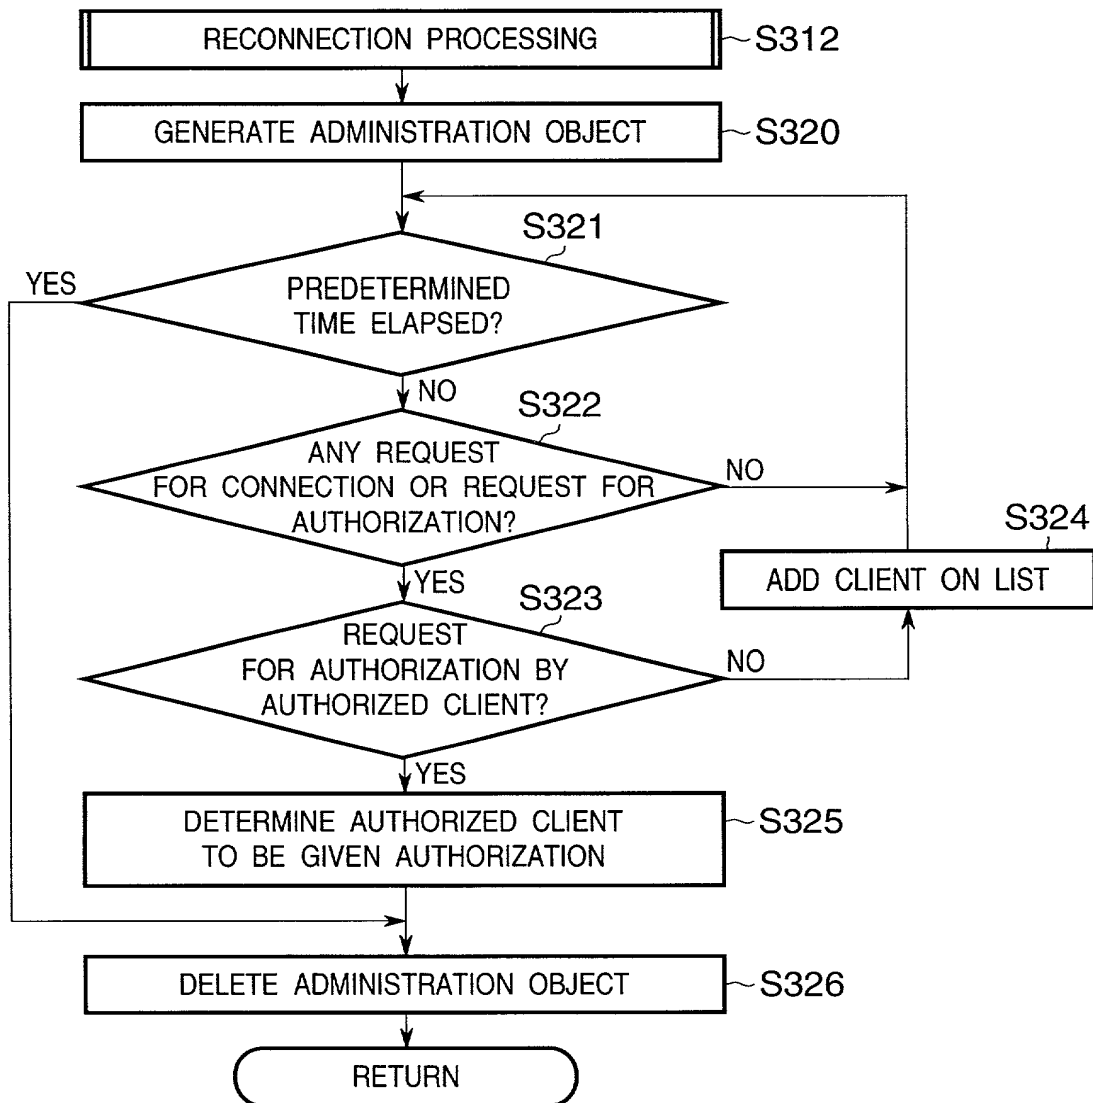 RECONNECTION PROCESSING
S312
GENERATE ADMINISTRATION OBJECT
S320
S321
YES
PREDETERMINED
TIME ELAPSED?
NO
S322
ANY REQUEST
FOR CONNECTION OR REQUEST FOR
AUTHORIZATION?
NO
S324
ADD CLIENT ON LIST
YES
S323
REQUEST
FOR AUTHORIZATION BY
AUTHORIZED CLIENT?
NO
YES
DETERMINE AUTHORIZED CLIENT
TO BE GIVEN AUTHORIZATION
S325
DELETE ADMINISTRATION OBJECT
S326
RETURN